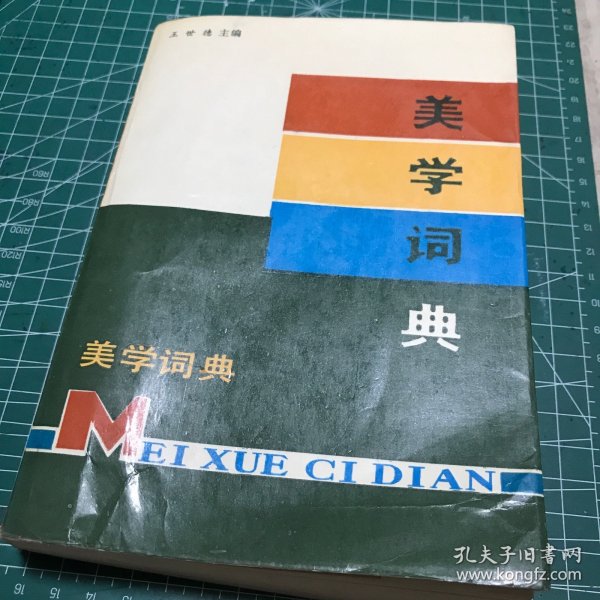 王世德 主编
美
学
词
典
美学词典
MEI XUE CI DIAN
孔夫子旧书网
www.kongfz.com